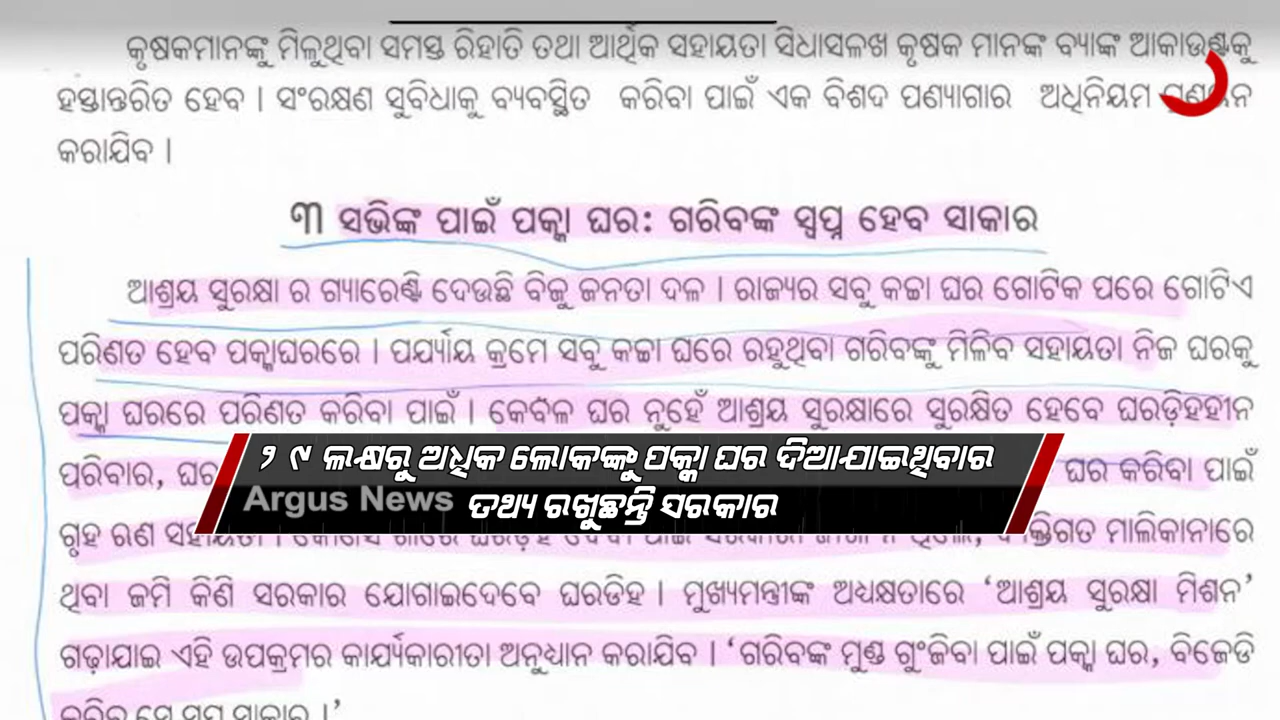 କୃଷକମାନଙ୍କୁ ମିଳୁଥିବା ସମସ୍ତ ରିହାତି ତଥା ଆର୍ଥିକ ସହାୟତା ସିଧାସଳଖ କୃଷକ ମାନଙ୍କ ବ୍ୟାଙ୍କ ଆକାଉଣ୍ଟକୁ
ହସ୍ତାନ୍ତରିତ ହେବ । ସଂରକ୍ଷଣ ସୁବିଧାକୁ ବ୍ୟବସ୍ଥିତ କରିବା ପାଇଁ ଏକ ବିଶଦ ପଣ୍ୟାଗାର ଅଧିନିୟମ
କରାଯିବ ।
୩ ସଭିଙ୍କ ପାଇଁ ପକ୍କା ଘର: ଗରିବଙ୍କ ସ୍ୱପ୍ନ ହେବ ସାକାର
ଆଶ୍ରୟ ସୁରକ୍ଷା ର ଗ୍ୟାରେଣ୍ଟି ଦେଉଛି ବିଜୁ ଜନତା ଦଳ । ରାଜ୍ୟର ସବୁ କଚ୍ଚା ଘର ଗୋଟିକ ପରେ ଗୋଟିଏ
ପରିଣତ ହେବ ପକ୍କାଘରରେ । ପର୍ଯ୍ୟାୟ କ୍ରମେ ସବୁ କଚ୍ଚା ଘରେ ରହୁଥିବା ଗରିବଙ୍କୁ ମିଳିବ ସହାୟତା ନିଜ ଘରକୁ
ପକ୍କା ଘରରେ ପରିଣତ କରିବା ପାଇଁ । କେବଳ ଘର ନୁହେଁ ଆଶ୍ରୟ ସୁରକ୍ଷାରେ ସୁରକ୍ଷିତ ହେବେ ଘରଡ଼ିହହୀନ
ପରିବାର, ଘର କରିବା ପାଇଁ
୨ ୯ ଲକ୍ଷରୁ ଅଧିକ ଲୋକଙ୍କୁ ପକ୍କା ଘର ଦିଆଯାଇଥିବାର
Argus News ତଥ୍ୟ ରଖୁଛନ୍ତି ସରକାର
ଗୃହ ଋଣ ମାଲିକାନାରେ
ଥିବା ଜମି କିଣି ସରକାର ଯୋଗାଇଦେବେ ଘରଡିହ । ମୁଖ୍ୟମନ୍ତ୍ରୀଙ୍କ ଅଧ୍ୟକ୍ଷତାରେ ‘ଆଶ୍ରୟ ସୁରକ୍ଷା ମିଶନ’
ଗଢ଼ାଯାଇ ଏହି ଉପକ୍ରମର କାର୍ଯ୍ୟକାରୀତା ଅନୁଧ୍ୟାନ କରାଯିବ । ‘ଗରିବଙ୍କ ମୁଣ୍ଡ ଗୁଂଜିବା ପାଇଁ ପକ୍କା ଘର, ବିଜେଡି